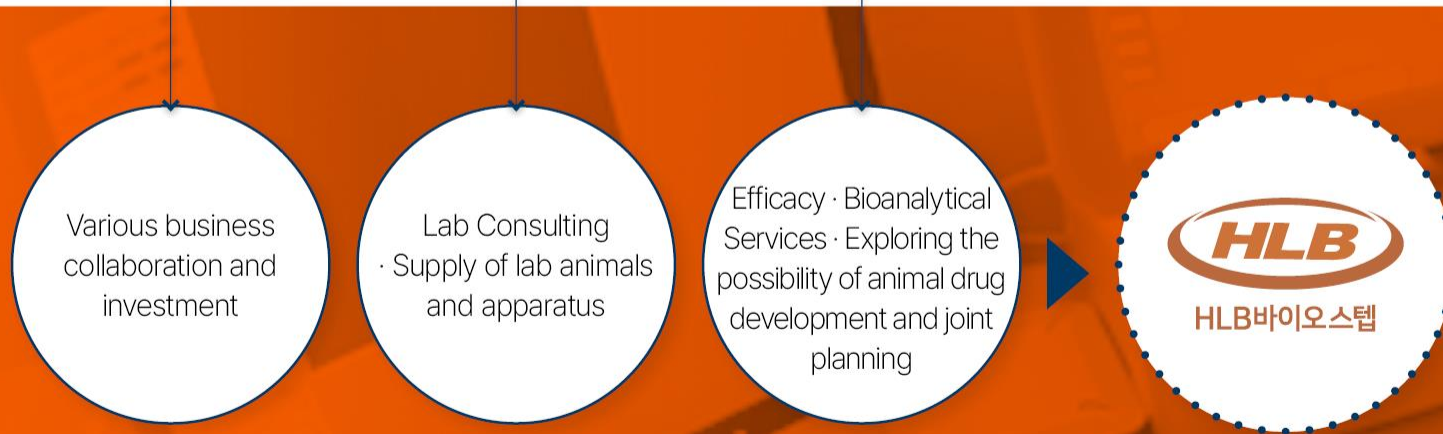 Various business
collaboration and
investment
Lab Consulting
· Supply of lab animals
and apparatus
Efficacy · Bioanalytical
Services · Exploring the
possibility of animal drug
development and joint
planning
HLB
HLB바이오스텝